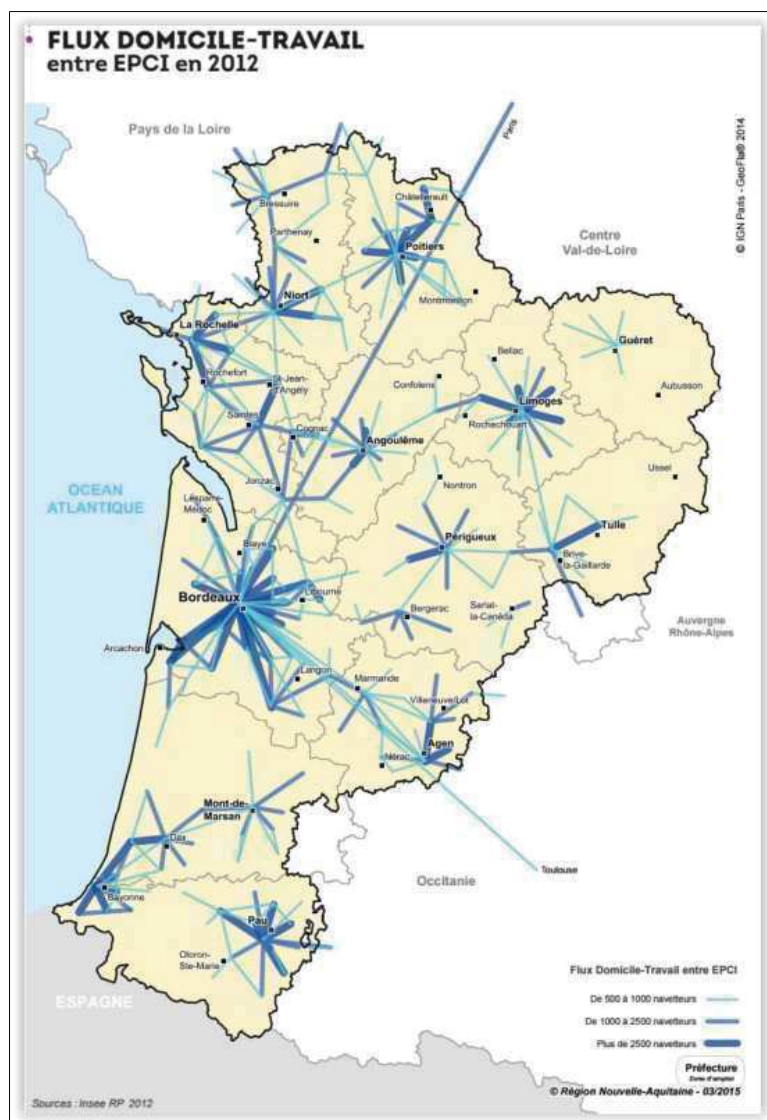 FLUX DOMICILE-TRAVAIL
entre EPCI en 2012
Pays de la Loire
Paris
© IGN Paris - GeoFla® 2014
Bressuire
Châtellerault
Parthenay
Poitiers
Centre
Val-de-Loire
Montmorillon
Niort
La Rochelle
Guéret
Bellac
Rochefort
St-Jean-
d'Angély
Confolens
Aubusson
Limoges
Saintes
Cognac
Rochechouart
Angoulême
Ussel
Jonzac
Nontron
OCEAN
ATLANTIQUE
Lesparre-
Médoc
Tulle
Périgueux
Blaye
Brive-
la-Gaillarde
Bordeaux
Libourne
Bergerac
Sarlat-
la-Canéda
Auvergne
Rhône-Alpes
Arcachon
Langon
Marmande
Villeneuve/Lot
Agen
Nérac
Mont-de-
Marsan
Dax
Toulouse
Occitanie
Bayonne
Pau
Oloron-
Ste-Marie
ESPAGNE
Flux Domicile-Travail entre EPCI
De 500 à 1000 navetteurs
De 1000 à 2500 navetteurs
Plus de 2500 navetteurs
Préfecture
Zone d'emploi
© Région Nouvelle-Aquitaine - 03/2015
Sources : Insee RP 2012